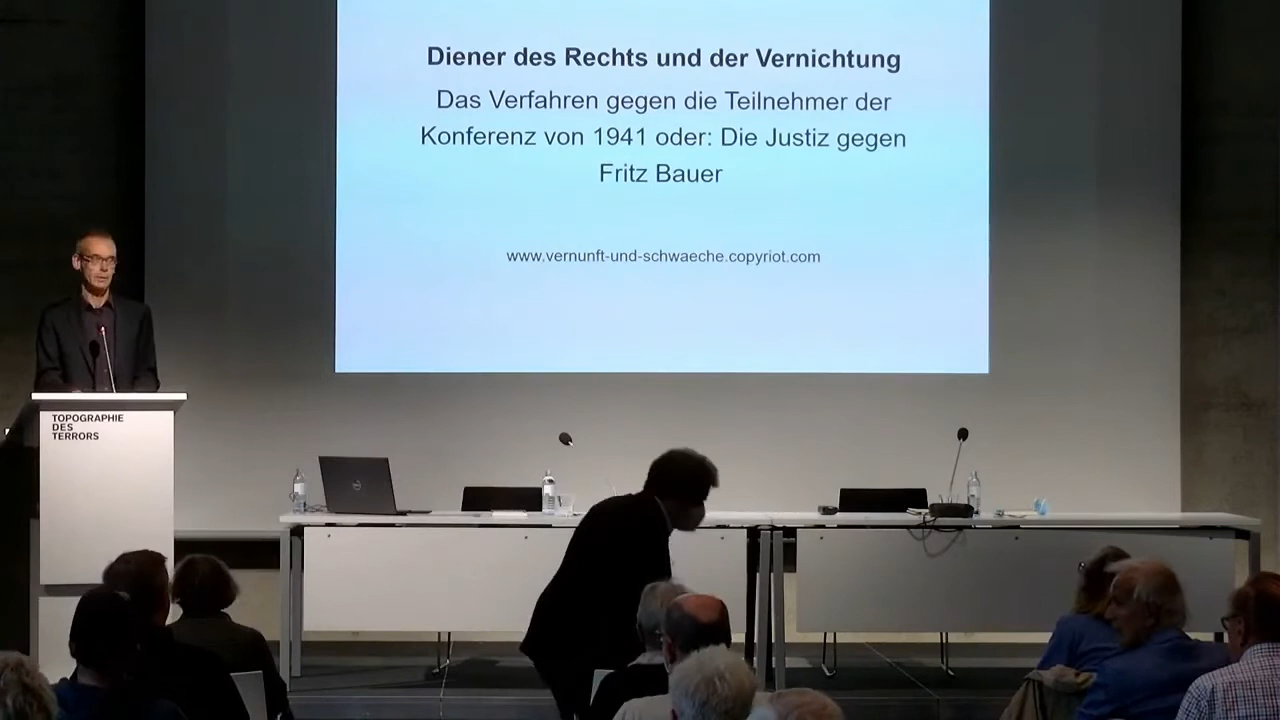 Diener des Rechts und der Vernichtung
Das Verfahren gegen die Teilnehmer der
Konferenz von 1941 oder: Die Justiz gegen
Fritz Bauer
www.vernunft-und-schwaeche.copyriot.com
TOPOGRAPHIE
DES
TERRORS
DELL